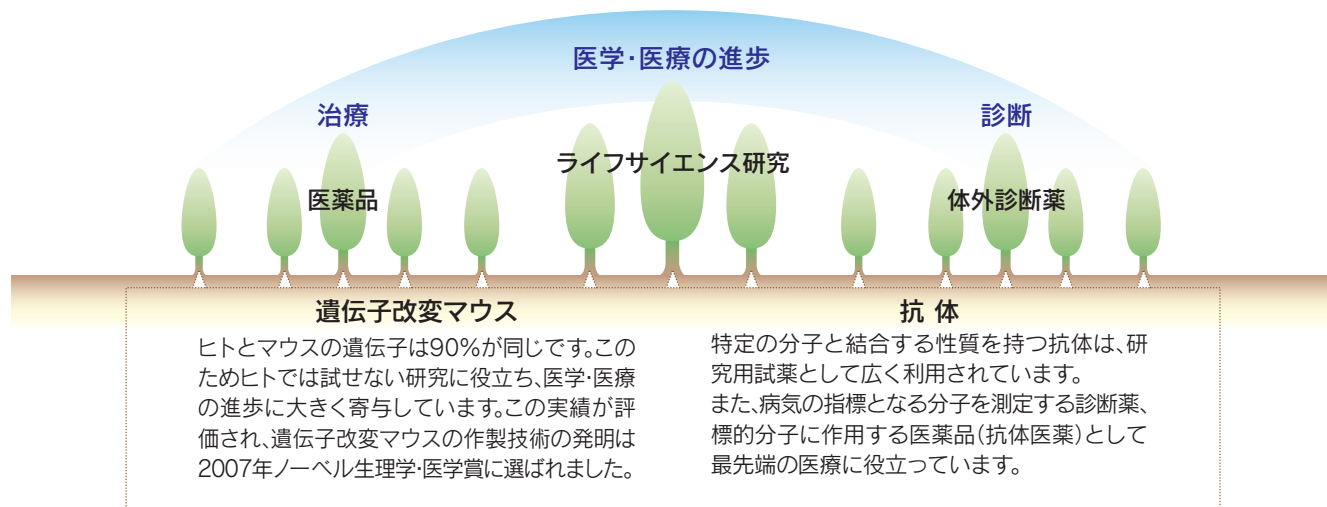 医学・医療の進歩
治療
診断
ライフサイエンス研究
医薬品
体外診断薬
遺伝子改変マウス
ヒトとマウスの遺伝子は90%が同じです。この
ためヒトでは試せない研究に役立ち、医学・医療
の進歩に大きく寄与しています。この実績が評
価され、遺伝子改変マウスの作製技術の発明は
2007年ノーベル生理学・医学賞に選ばれました。
抗 体
特定の分子と結合する性質を持つ抗体は、研
究用試薬として広く利用されています。
また、病気の指標となる分子を測定する診断薬、
標的分子に作用する医薬品(抗体医薬)として
最先端の医療に役立っています。